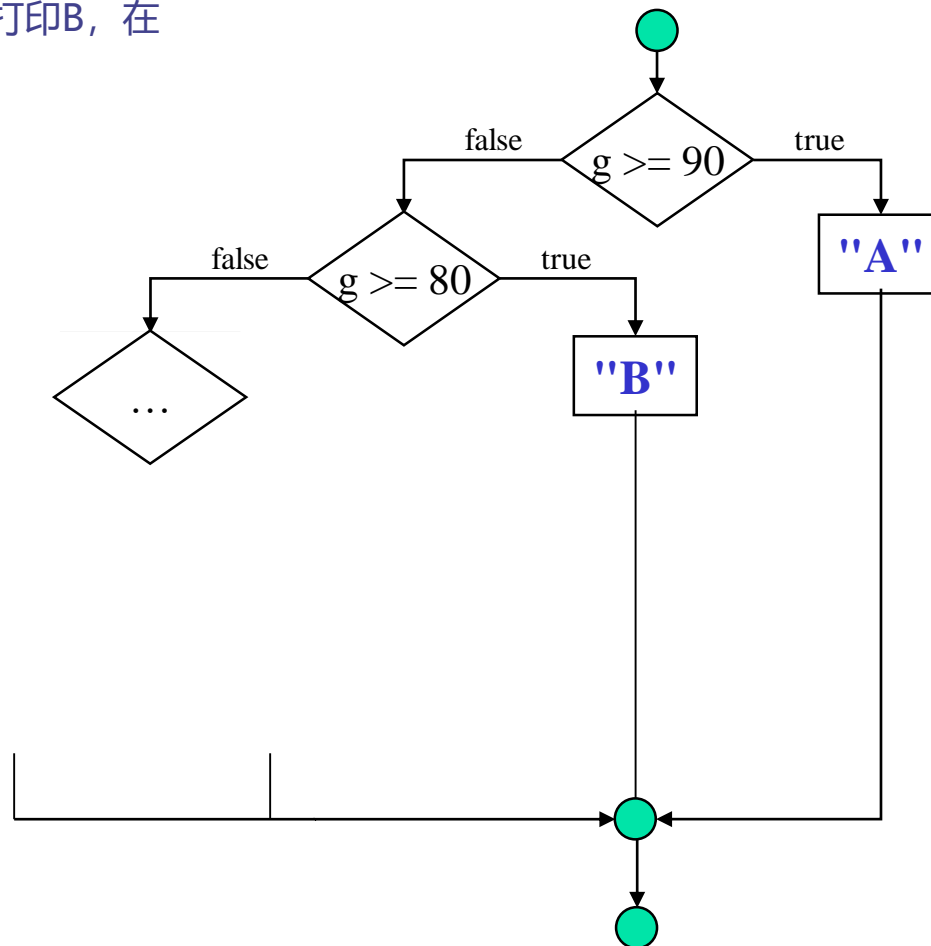 打印B，在
false
true
g >= 90
"A"
false
true
g >= 80
"B"
…